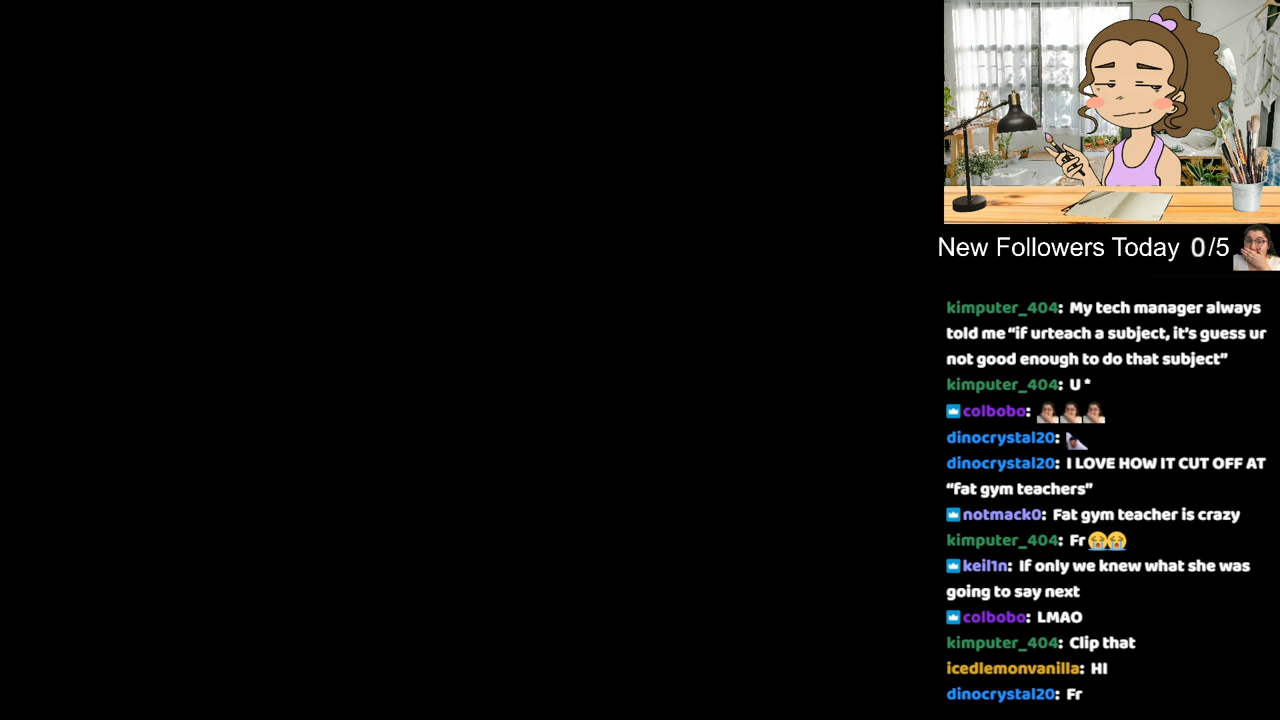 New Followers Today 0/5
kimputer_404: My tech manager always
told me “if urteach a subject, it’s guess ur
not good enough to do that subject”
kimputer_404: U *
colbobo:
dinocrystal20:
dinocrystal20: I LOVE HOW IT CUT OFF AT
“fat gym teachers”
notmack0: Fat gym teacher is crazy
kimputer_404: Fr 😭😭
keil1n: If only we knew what she was
going to say next
colbobo: LMAO
kimputer_404: Clip that
icedlemonvanilla: HI
dinocrystal20: Fr